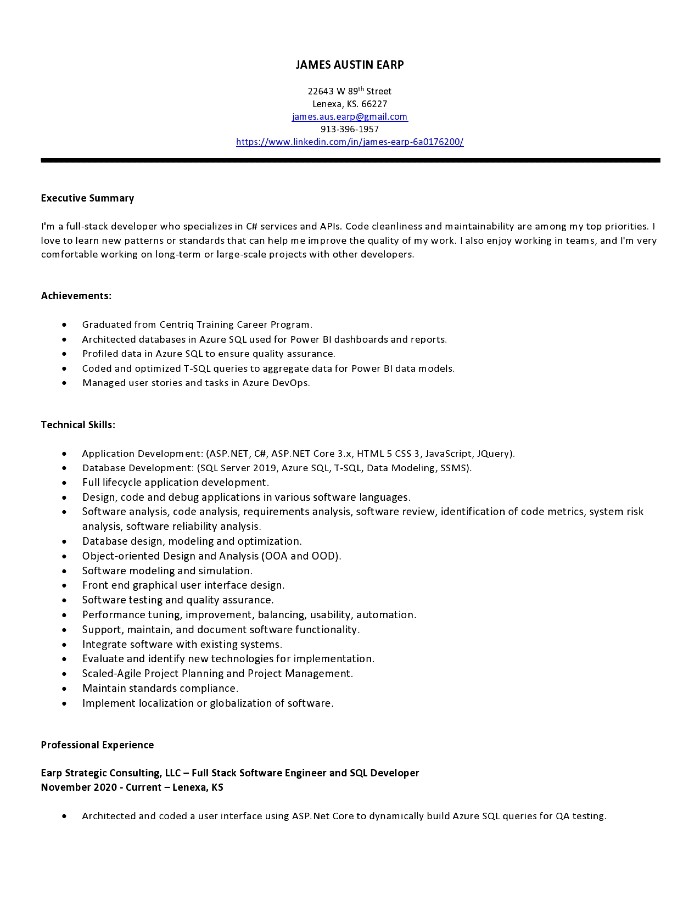 JAMES AUSTIN EARP
22643 W 89th Street
Lenexa, KS. 66227
james.aus.earp@gmail.com
913-396-1957
https://www.linkedin.com/in/james-earp-6a0176200/
Executive Summary
I'm a full-stack developer who specializes in C# services and APIs. Code cleanliness and maintainability are among my top priorities. I
love to learn new patterns or standards that can help me improve the quality of my work. I also enjoy working in teams, and I'm very
comfortable working on long-term or large-scale projects with other developers.
Achievements:
• Graduated from Centriq Training Career Program.
• Architected databases in Azure SQL used for Power BI dashboards and reports.
• Profiled data in Azure SQL to ensure quality assurance.
• Coded and optimized T-SQL queries to aggregate data for Power BI data models.
• Managed user stories and tasks in Azure DevOps.
Technical Skills:
• Application Development: (ASP.NET, C#, ASP.NET Core 3.x, HTML 5 CSS 3, JavaScript, JQuery).
• Database Development: (SQL Server 2019, Azure SQL, T-SQL, Data Modeling, SSMS).
• Full lifecycle application development.
• Design, code and debug applications in various software languages.
• Software analysis, code analysis, requirements analysis, software review, identification of code metrics, system risk
analysis, software reliability analysis.
• Database design, modeling and optimization.
• Object-oriented Design and Analysis (OOA and OOD).
• Software modeling and simulation.
• Front end graphical user interface design.
• Software testing and quality assurance.
• Performance tuning, improvement, balancing, usability, automation.
• Support, maintain, and document software functionality.
• Integrate software with existing systems.
• Evaluate and identify new technologies for implementation.
• Scaled-Agile Project Planning and Project Management.
• Maintain standards compliance.
• Implement localization or globalization of software.
Professional Experience
Earp Strategic Consulting, LLC – Full Stack Software Engineer and SQL Developer
November 2020 - Current – Lenexa, KS
• Architected and coded a user interface using ASP.Net Core to dynamically build Azure SQL queries for QA testing.